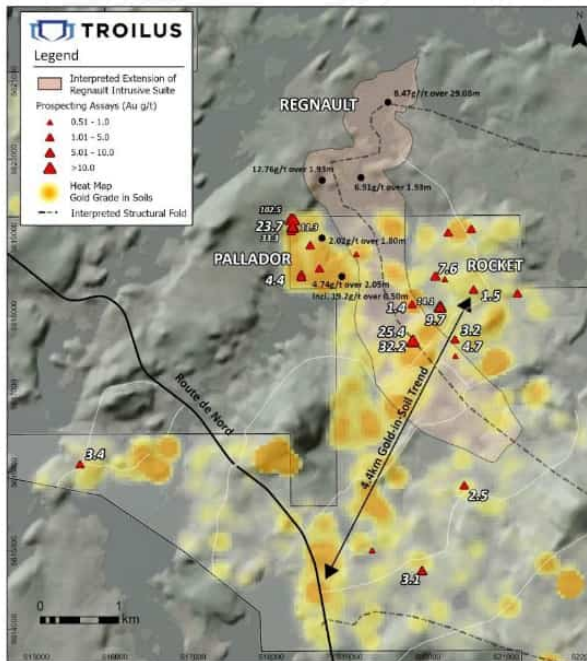 TROILUS
Legend
Interpreted Extension of
Regnault Intrusive Suite
Prospecting Assays (Au g/t)
0.51 - 1.0
1.01 - 5.0
5.01 - 10.0
>10.0
Heat Map
Gold Grade in Soils
Interpreted Structural Fold
N
8.47g/t over 29.08m
REGNAULT
12.76g/t over 1.93m
6.91g/t over 1.93m
102.5
23.7
11.3
33.3
2.02g/t over 1.80m
PALLADOR
4.4
4.74g/t over 2.05m
Incl. 19.2g/t over 0.50m
7.6
ROCKET
1.5
1.4
9.7
25.4
3.2
32.2
4.7
Route de Nord
4.4km Gold-in-Soil Trend
3.4
2.5
3.1
0 1
km